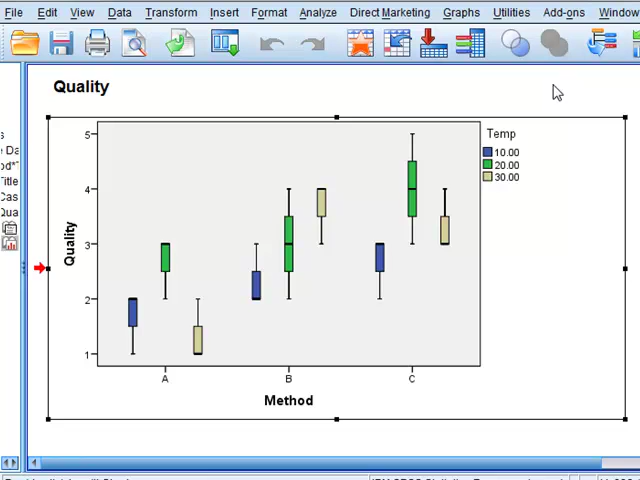 File Edit View Data Transform Insert Format Analyze Direct Marketing Graphs Utilities Add-ons Window
Quality
Temp
10.00
20.00
30.00
5
4
3
2
1
Quality
A B C
Method